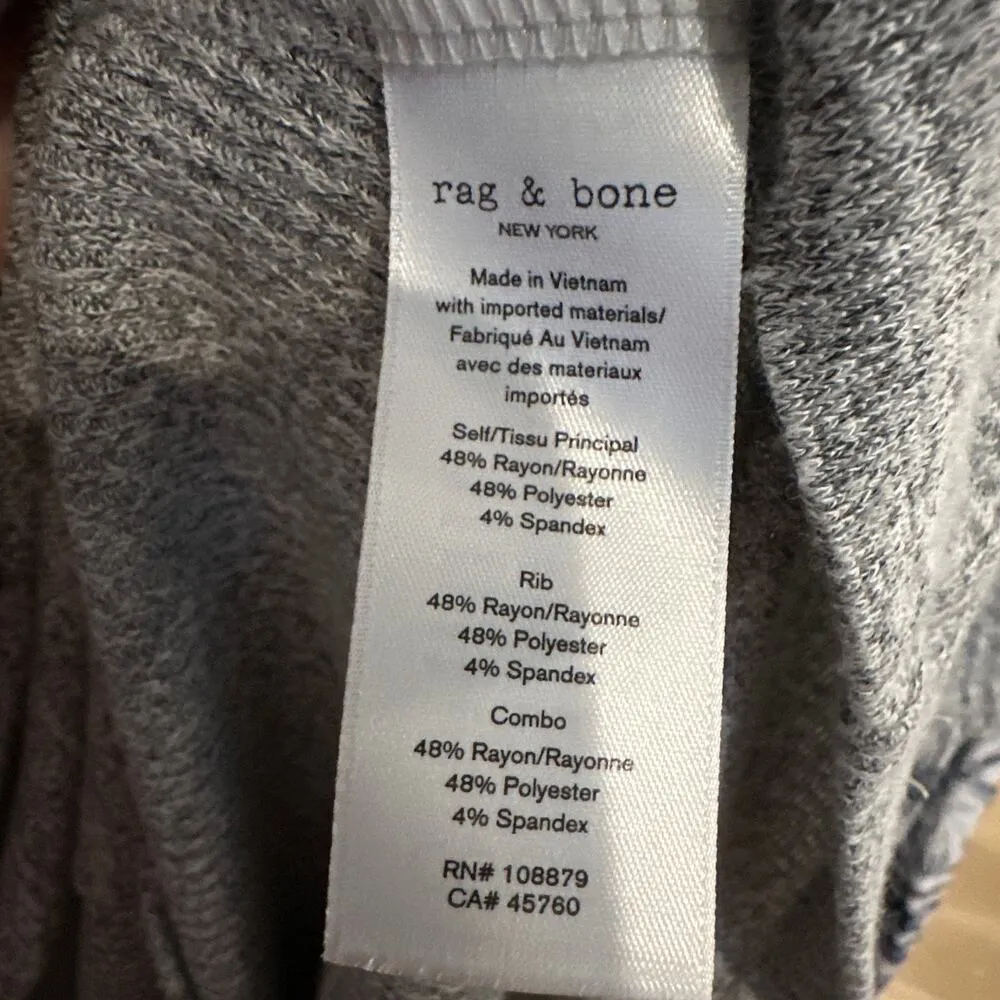 rag & bone
NEW YORK
Made in Vietnam
with imported materials/
Fabriqué Au Vietnam
avec des materiaux
importés
Self/Tissu Principal
48% Rayon/Rayonne
48% Polyester
4% Spandex
Rib
48% Rayon/Rayonne
48% Polyester
4% Spandex
Combo
48% Rayon/Rayonne
48% Polyester
4% Spandex
RN# 108879
CA# 45760